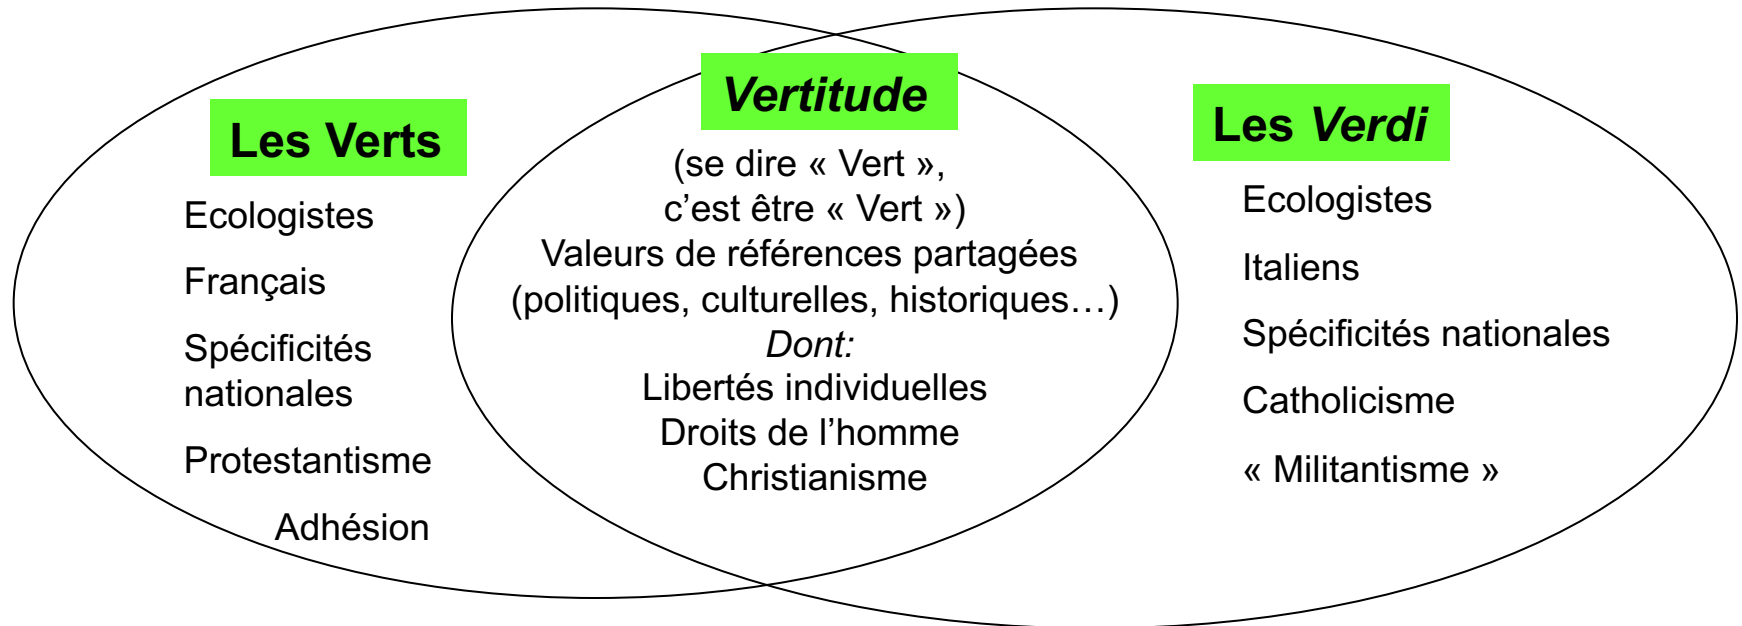 Les Verts
Ecologistes
Français
Spécificités
nationales
Protestantisme
Adhésion
Vertitude
(se dire « Vert »,
c’est être « Vert »)
Valeurs de références partagées
(politiques, culturelles, historiques…)
Dont:
Libertés individuelles
Droits de l’homme
Christianisme
Les Verdi
Ecologistes
Italiens
Spécificités nationales
Catholicisme
« Militantisme »